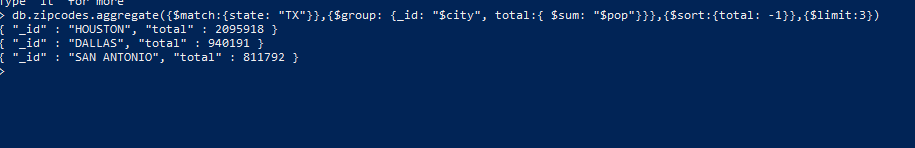 Type "it" for more
> db.zipcodes.aggregate({$match:{state: "TX"}},{$group: {_id: "$city", total:{ $sum: "$pop"}}},{$sort:{total: -1}},{$limit:3})
{ "_id" : "HOUSTON", "total" : 2095918 }
{ "_id" : "DALLAS", "total" : 940191 }
{ "_id" : "SAN ANTONIO", "total" : 811792 }
>